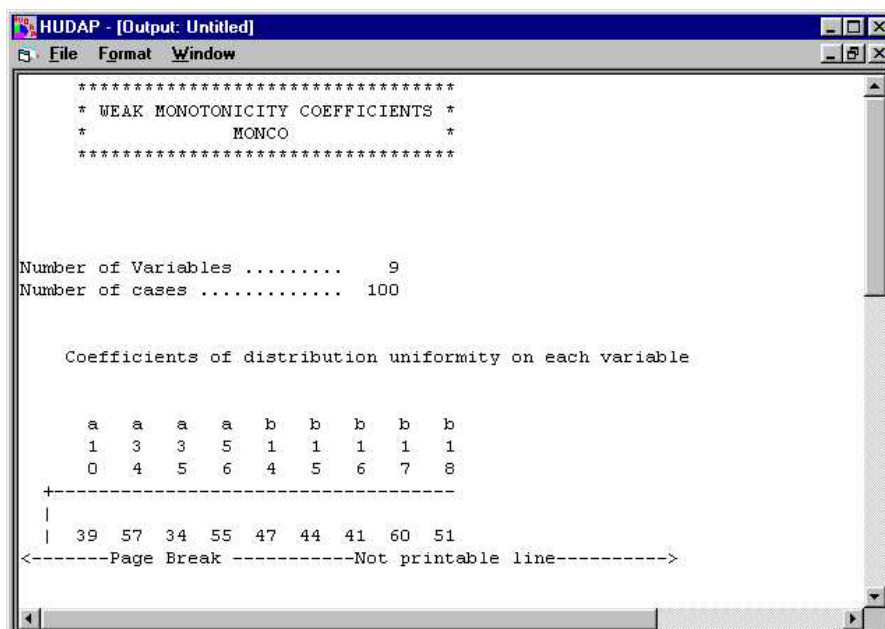 HUDAP - [Output: Untitled]
File Format Window
***********************************
* WEAK MONOTONICITY COEFFICIENTS *
* MONCO *
***********************************
Number of Variables ......... 9
Number of cases ............. 100
Coefficients of distribution uniformity on each variable
a a a a b b b b b
1 3 3 5 1 1 1 1 1
0 4 5 6 4 5 6 7 8
+------------------------------------
|
| 39 57 34 55 47 44 41 60 51
<-------Page Break -----------Not printable line---------->